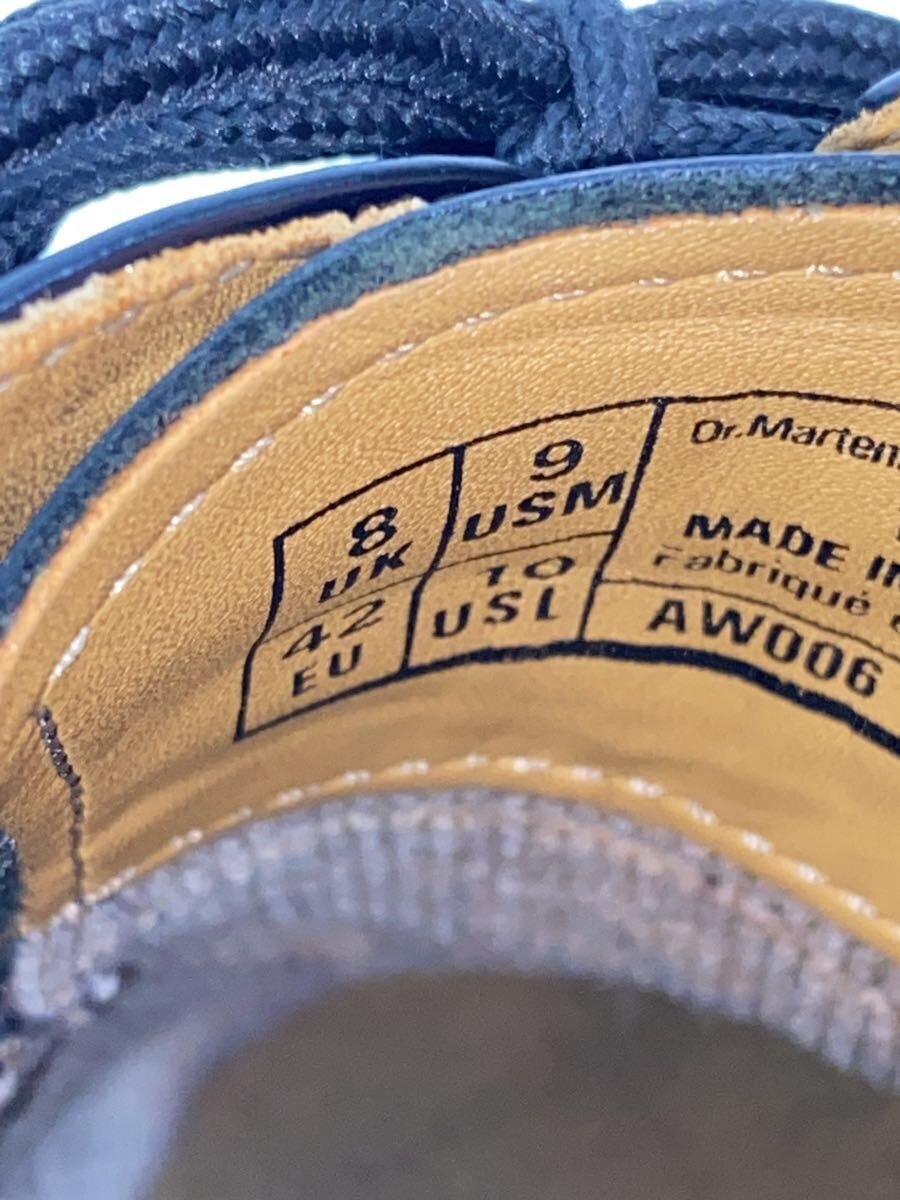 8
UK
9
USM
42
EU
10
USL
Dr.Marten
MADE IN
Fabriqué
AW006